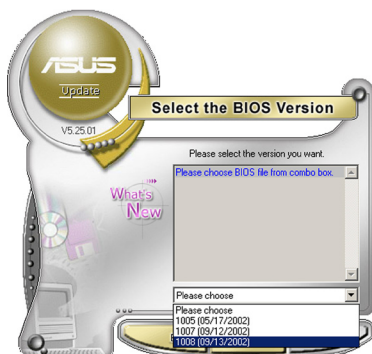 ASUS
Update
V5.25.01
Select the BIOS Version
Please select the version you want.
Please choose BIOS file from combo box.
What's
New
Please choose
Please choose
1005 (05/17/2002)
1007 (09/12/2002)
1008 (09/13/2002)